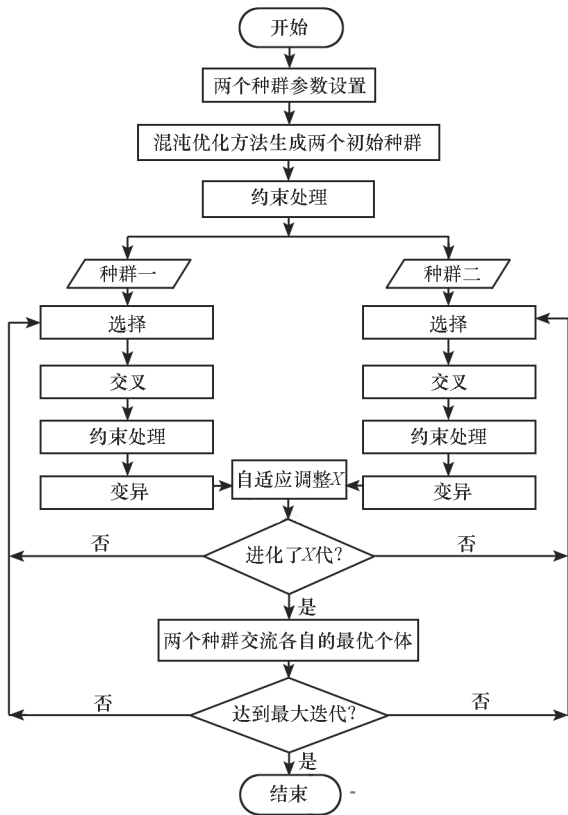 开始
两个种群参数设置
混沌优化方法生成两个初始种群
约束处理
种群一
种群二
选择
选择
交叉
交叉
约束处理
约束处理
变异
自适应调整X
变异
否
进化了X代?
否
是
两个种群交流各自的最优个体
否
达到最大迭代?
否
是
结束